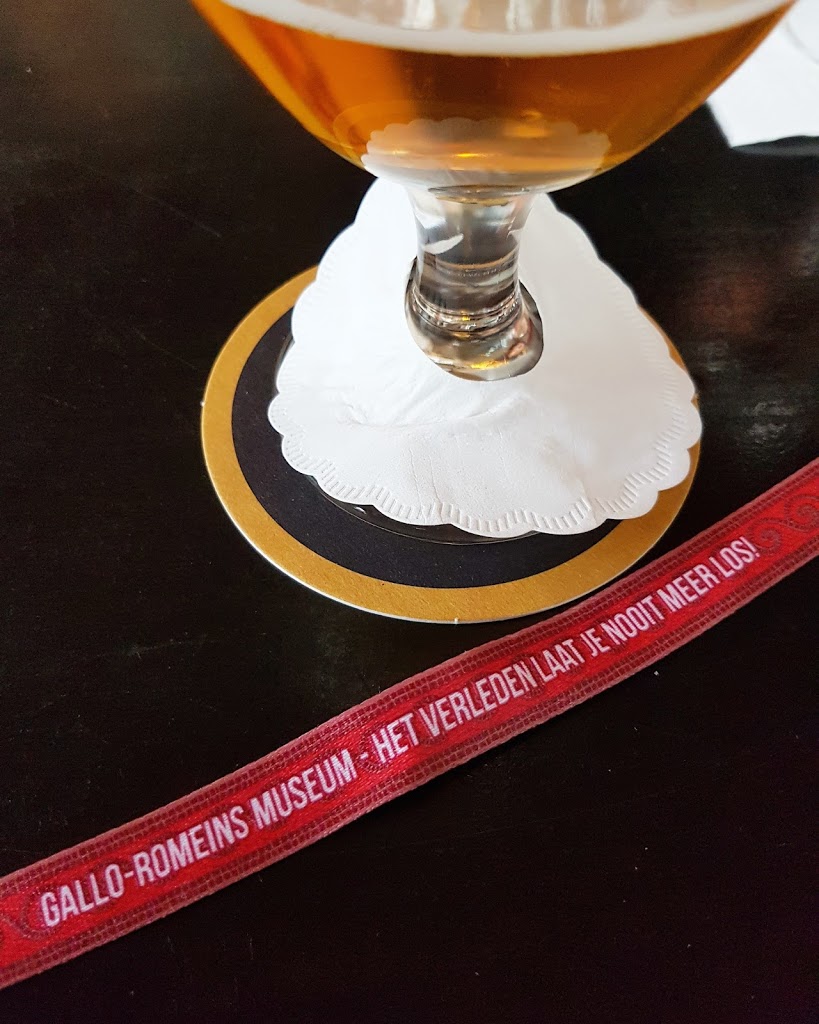 GALLO-ROMEINS MUSEUM - HET VERLEDEN LAAT JE NOOIT MEER LOS!